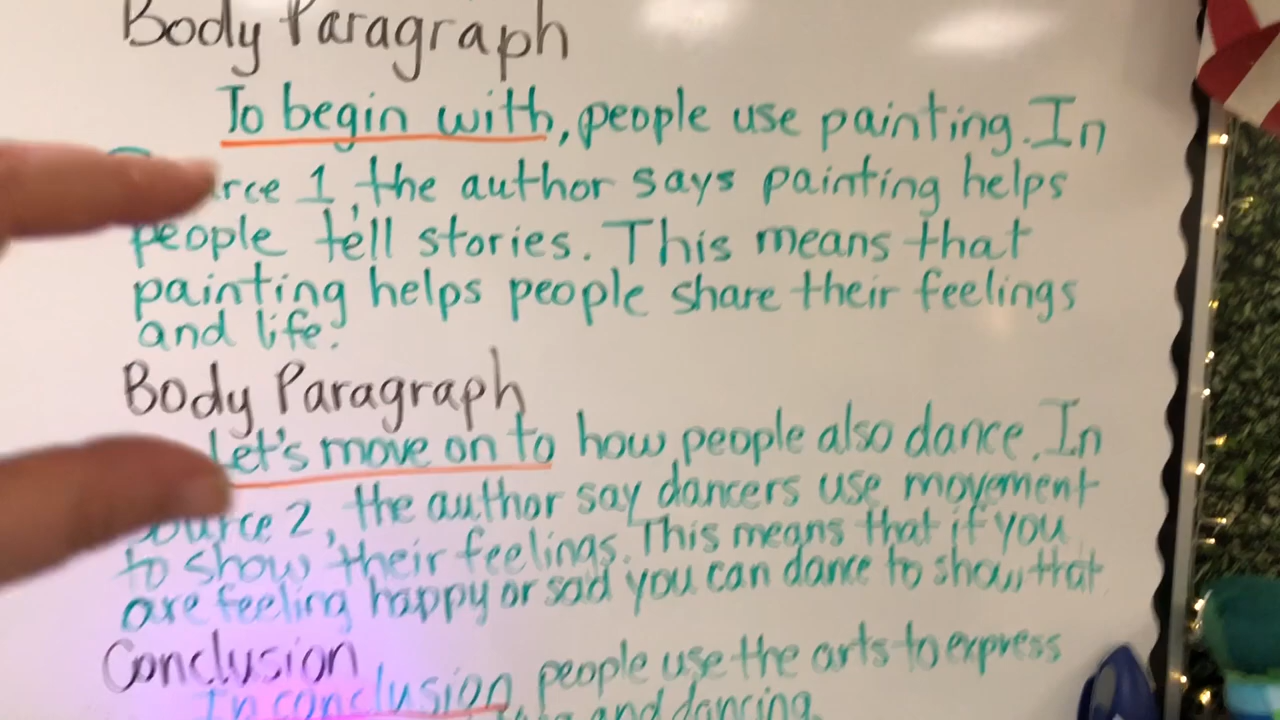 Body Paragraph
To begin with, people use painting. In
rce 1, the author says painting helps
people tell stories. This means that
painting helps people share their feelings
and life.
Body Paragraph
Let's move on to how people also dance. In
Source 2, the author say dancers use movement
to show their feelings. This means that if you
are feeling happy or sad you can dance to show that
Conclusion
In conclusion, people use the arts to express
and dancing.